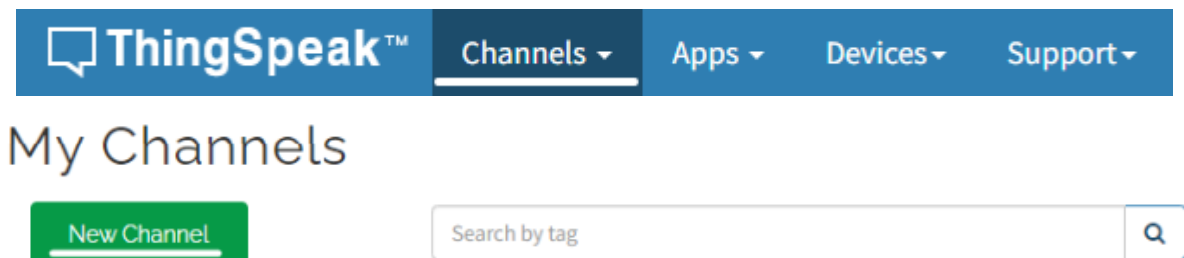 ThingSpeak™ Channels Apps Devices Support
My Channels
New Channel Search by tag